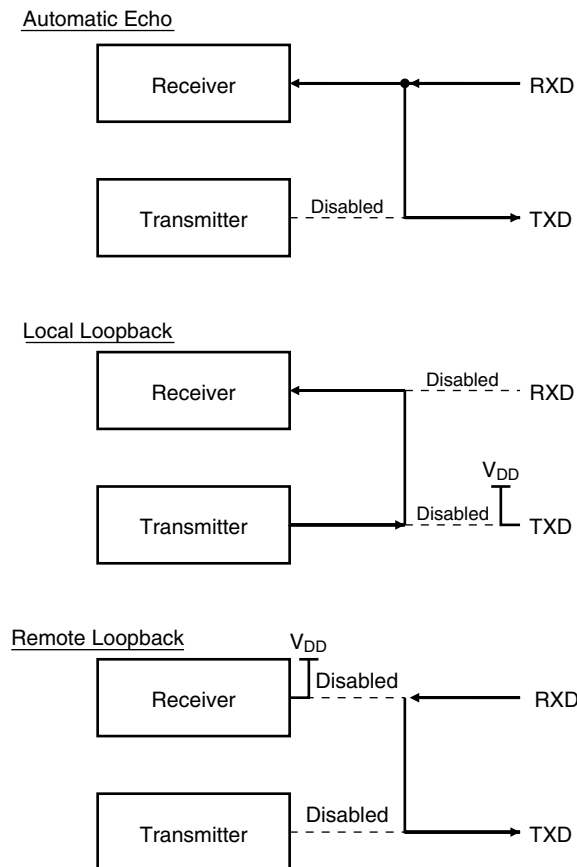 Automatic Echo
Receiver
RXD
Transmitter
Disabled
TXD
Local Loopback
Receiver
Disabled
RXD
VDD
Transmitter
Disabled
TXD
Remote Loopback
VDD
Receiver
Disabled
RXD
Transmitter
Disabled
TXD